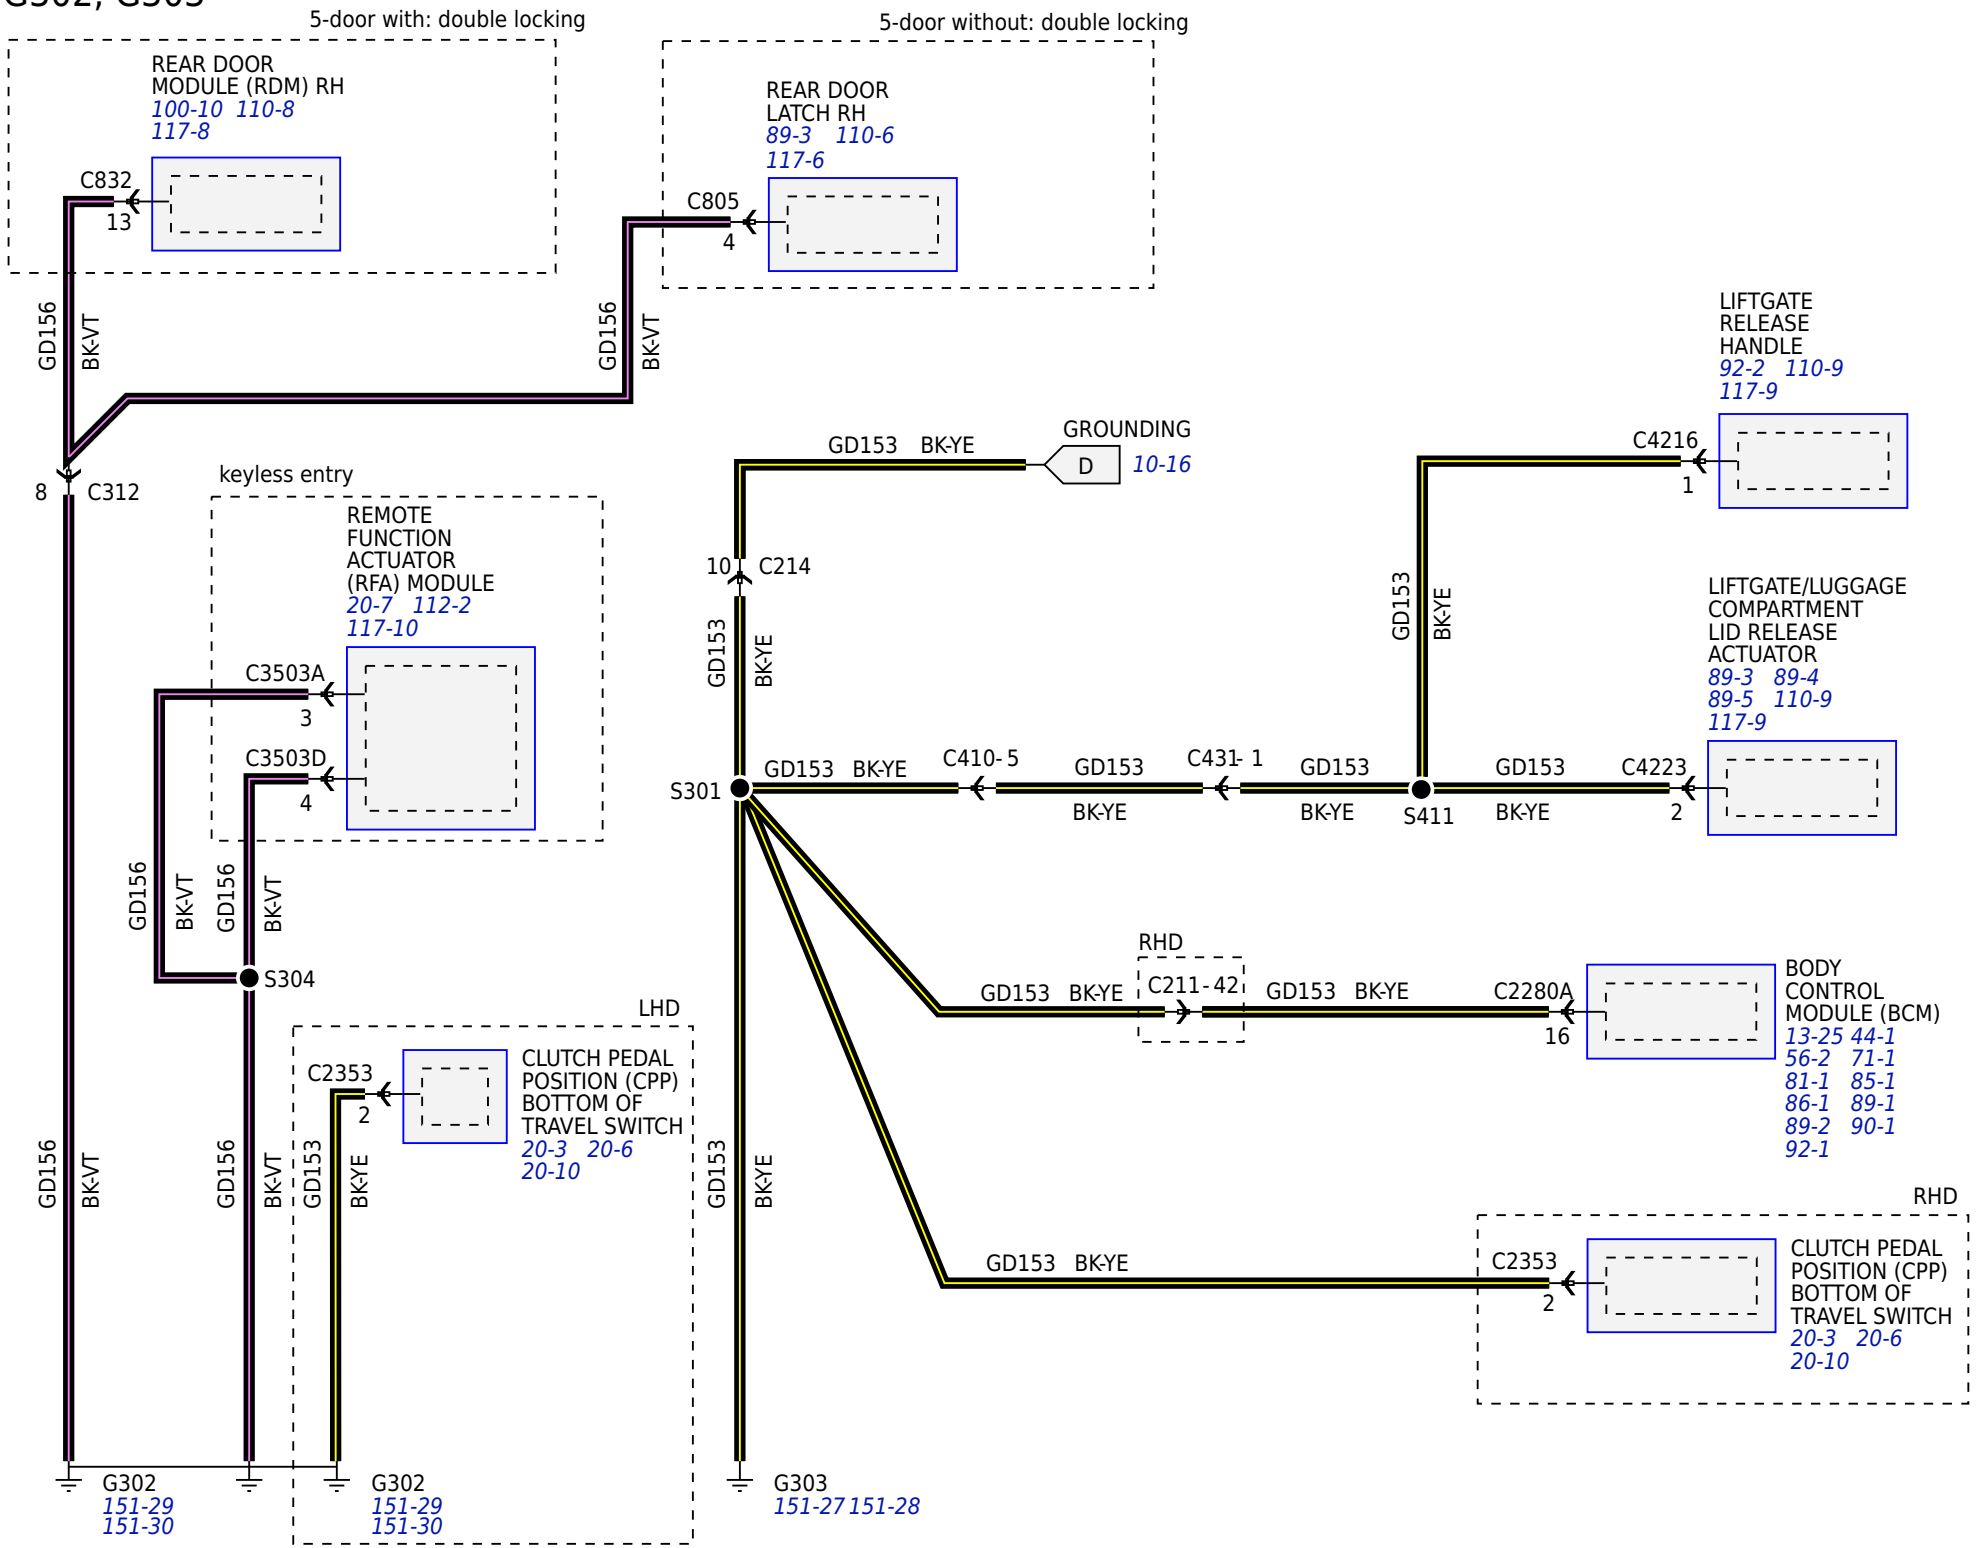 G302, G303
5-door with: double locking
5-door without: double locking
REAR DOOR
MODULE (RDM) RH
100-10 110-8
117-8
C832
13
REAR DOOR
LATCH RH
89-3 110-6
117-6
C805
4
GD156
BK-VT
GD156
BK-VT
8 C312
keyless entry
REMOTE
FUNCTION
ACTUATOR
(RFA) MODULE
20-7 112-2
117-10
C3503A
3
C3503D
4
GD156
BK-VT
GD156
BK-VT
S304
GD156
BK-VT
GD156
BK-VT
LHD
C2353
2
CLUTCH PEDAL
POSITION (CPP)
BOTTOM OF
TRAVEL SWITCH
20-3 20-6
20-10
GD153
BK-YE
G302
151-29
151-30
G302
151-29
151-30
GD153 BK-YE
GROUNDING
D 10-16
10 C214
GD153
BK-YE
S301
GD153 BK-YE
C410-5
GD153
BK-YE
C431-1
GD153
BK-YE
S411
GD153
BK-YE
GD153
BK-YE
C4216
1
LIFTGATE
RELEASE
HANDLE
92-2 110-9
117-9
C4223
2
LIFTGATE/LUGGAGE
COMPARTMENT
LID RELEASE
ACTUATOR
89-3 89-4
89-5 110-9
117-9
GD153 BK-YE
RHD
C211-42
GD153 BK-YE
C2280A
16
BODY
CONTROL
MODULE (BCM)
13-25 44-1
56-2 71-1
81-1 85-1
86-1 89-1
89-2 90-1
92-1
GD153
BK-YE
GD153 BK-YE
RHD
C2353
2
CLUTCH PEDAL
POSITION (CPP)
BOTTOM OF
TRAVEL SWITCH
20-3 20-6
20-10
G303
151-27 151-28